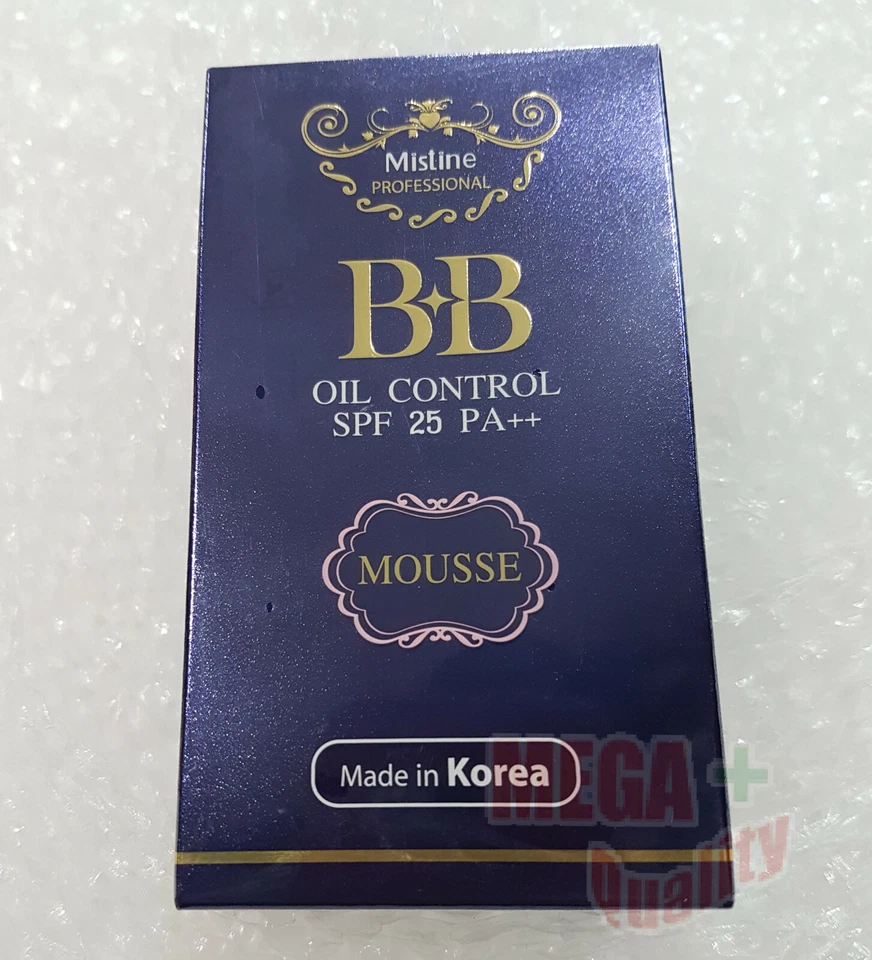 Mistine
PROFESSIONAL
BB
OIL CONTROL
SPF 25 PA++
MOUSSE
Made in Korea
MEGA +
Quality